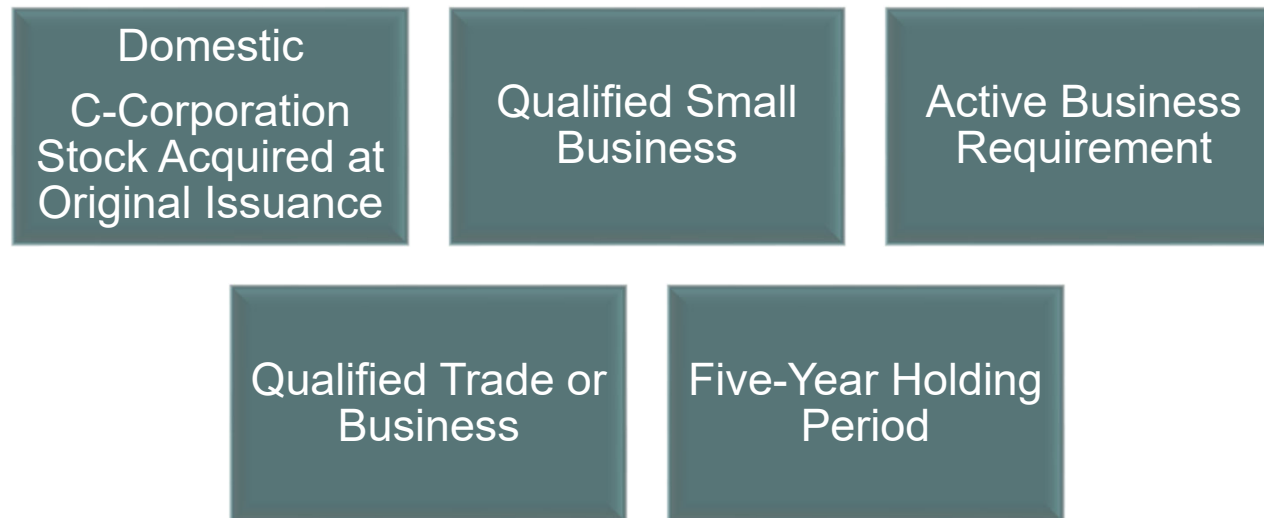 Domestic
C-Corporation
Stock Acquired at
Original Issuance
Qualified Small
Business
Active Business
Requirement
Qualified Trade or
Business
Five-Year Holding
Period